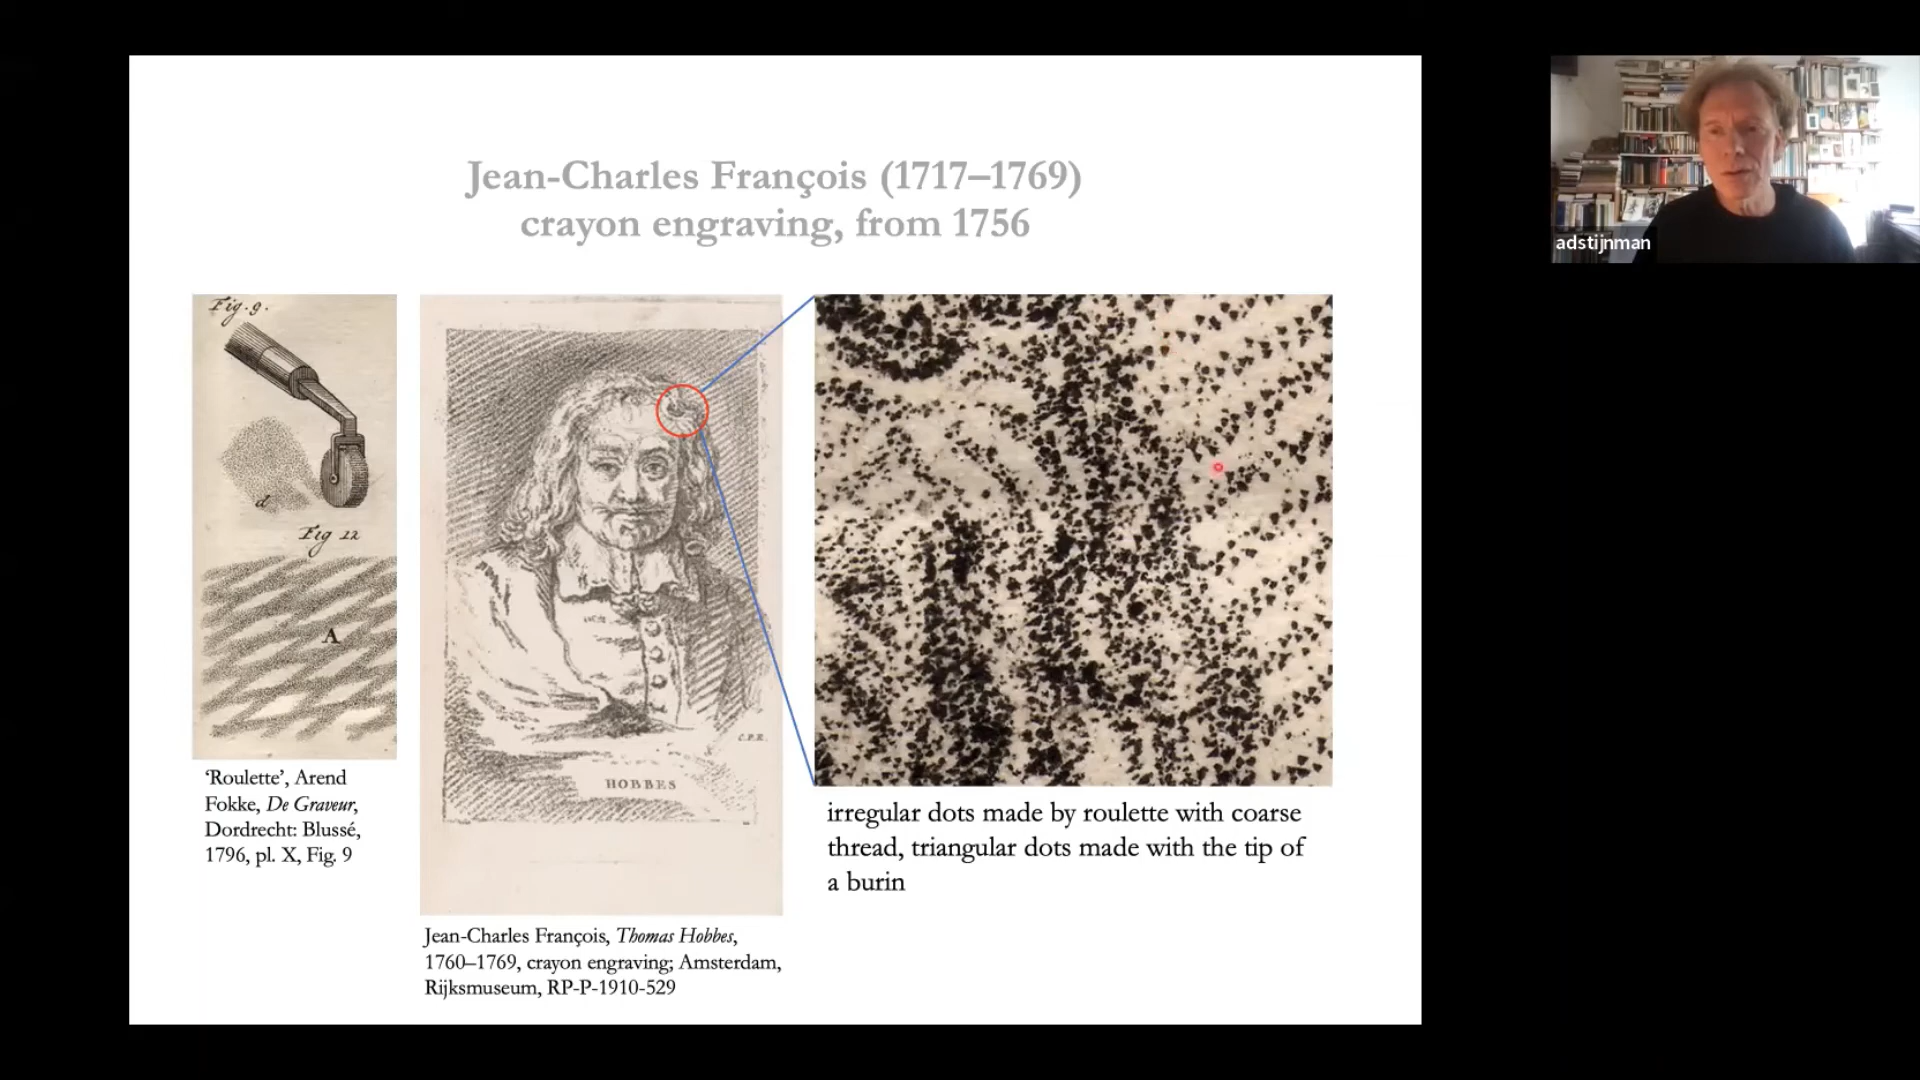 Jean-Charles François (1717–1769)
crayon engraving, from 1756
adstijnman
Fig. 9.
d
Fig 12
A
‘Roulette’, Arend
Fokke, De Graveur,
Dordrecht: Blussé,
1796, pl. X, Fig. 9
C.P.R.
HOBBES
Jean-Charles François, Thomas Hobbes,
1760–1769, crayon engraving; Amsterdam,
Rijksmuseum, RP-P-1910-529
irregular dots made by roulette with coarse
thread, triangular dots made with the tip of
a burin